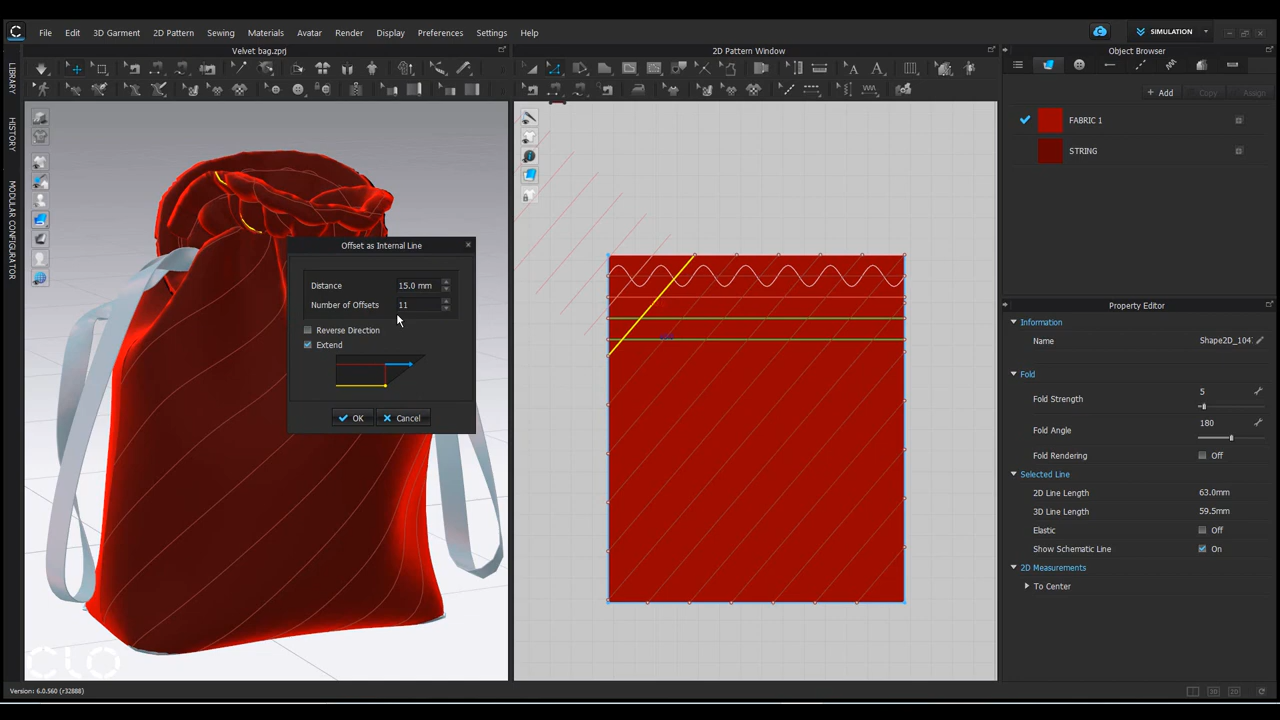 C
File Edit 3D Garment 2D Pattern Sewing Materials Avatar Render Display Preferences Settings Help
SIMULATION
Velvet bag.zprj
2D Pattern Window
Object Browser
LIBRARY
HISTORY
MODULAR CONFIGURATOR
+ Add Copy Assign
FABRIC 1
STRING
Offset as Internal Line
Distance 15.0 mm
Number of Offsets 11
Reverse Direction
Extend
OK Cancel
Property Editor
Information
Name Shape2D_104
Fold
Fold Strength 5
Fold Angle 180
Fold Rendering Off
Selected Line
2D Line Length 63.0mm
3D Line Length 59.5mm
Elastic Off
Show Schematic Line On
2D Measurements
To Center
CLO
Version: 6.0.560 (r32888)
3D 2D